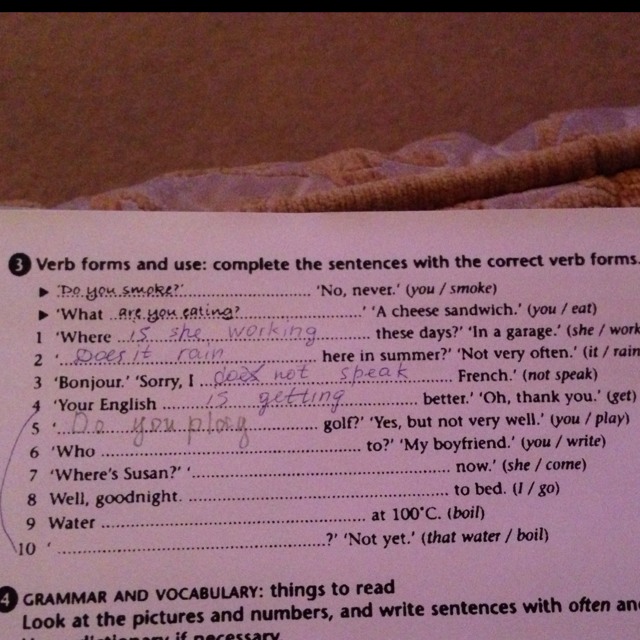 3 Verb forms and use: complete the sentences with the correct verb forms.
▶ 'Do you smoke?' ........ 'No, never.' (you / smoke)
▶ 'What are you eating? ........' 'A cheese sandwich.' (you / eat)
1 'Where is she working these days?' 'In a garage.' (she / work
2 ' Does it rain here in summer?' 'Not very often.' (it / rain
3 'Bonjour.' 'Sorry, I not speak French.' (not speak)
4 'Your English is getting better.' 'Oh, thank you.' (get)
5 ' Do you play golf?' 'Yes, but not very well.' (you / play)
6 'Who ........ to?' 'My boyfriend.' (you / write)
7 'Where's Susan?' '........ now.' (she / come)
8 Well, goodnight. ........ to bed. (I / go)
9 Water ........ at 100°C. (boil)
10 '........?' 'Not yet.' (that water / boil)
4 GRAMMAR AND VOCABULARY: things to read
Look at the pictures and numbers, and write sentences with often and
dictionary if necessary.